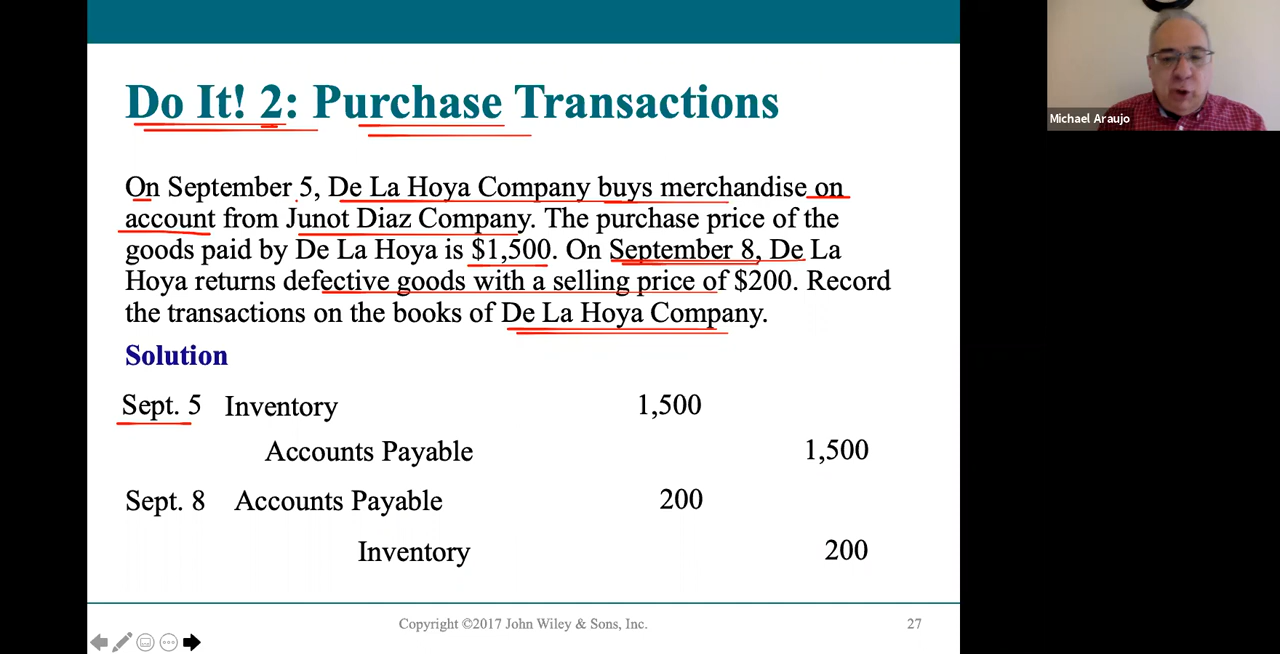 Do It! 2: Purchase Transactions
Michael Araujo
On September 5, De La Hoya Company buys merchandise on
account from Junot Diaz Company. The purchase price of the
goods paid by De La Hoya is $1,500. On September 8, De La
Hoya returns defective goods with a selling price of $200. Record
the transactions on the books of De La Hoya Company.
Solution
Sept. 5 Inventory 1,500
Accounts Payable 1,500
Sept. 8 Accounts Payable 200
Inventory 200
Copyright ©2017 John Wiley & Sons, Inc. 27